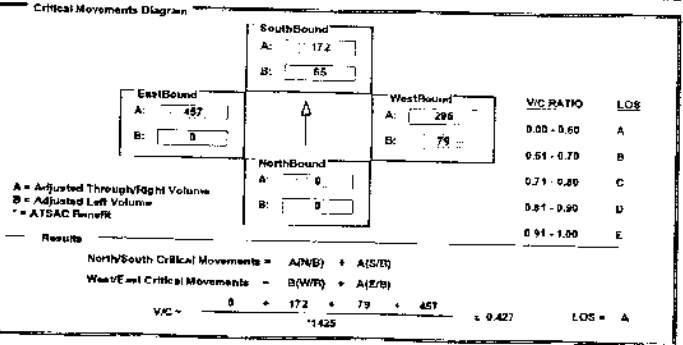 Critical Movements Diagram
SouthBound
A: 172
B: 65
EastBound
A: 457
B: 0
WestBound
A: 296
B: 79
NorthBound
A: 0
B: 0
V/C RATIO LOS
0.00 - 0.60 A
0.61 - 0.70 B
0.71 - 0.80 C
0.81 - 0.90 D
0.91 - 1.00 E
A = Adjusted Through/Right Volume
B = Adjusted Left Volume
* = ATSAC Benefit
Results
North/South Critical Movements = A(N/B) + A(S/B)
West/East Critical Movements = B(W/B) + A(E/B)
V/C = 0 + 172 + 79 + 457 = 0.427 LOS = A
*1425